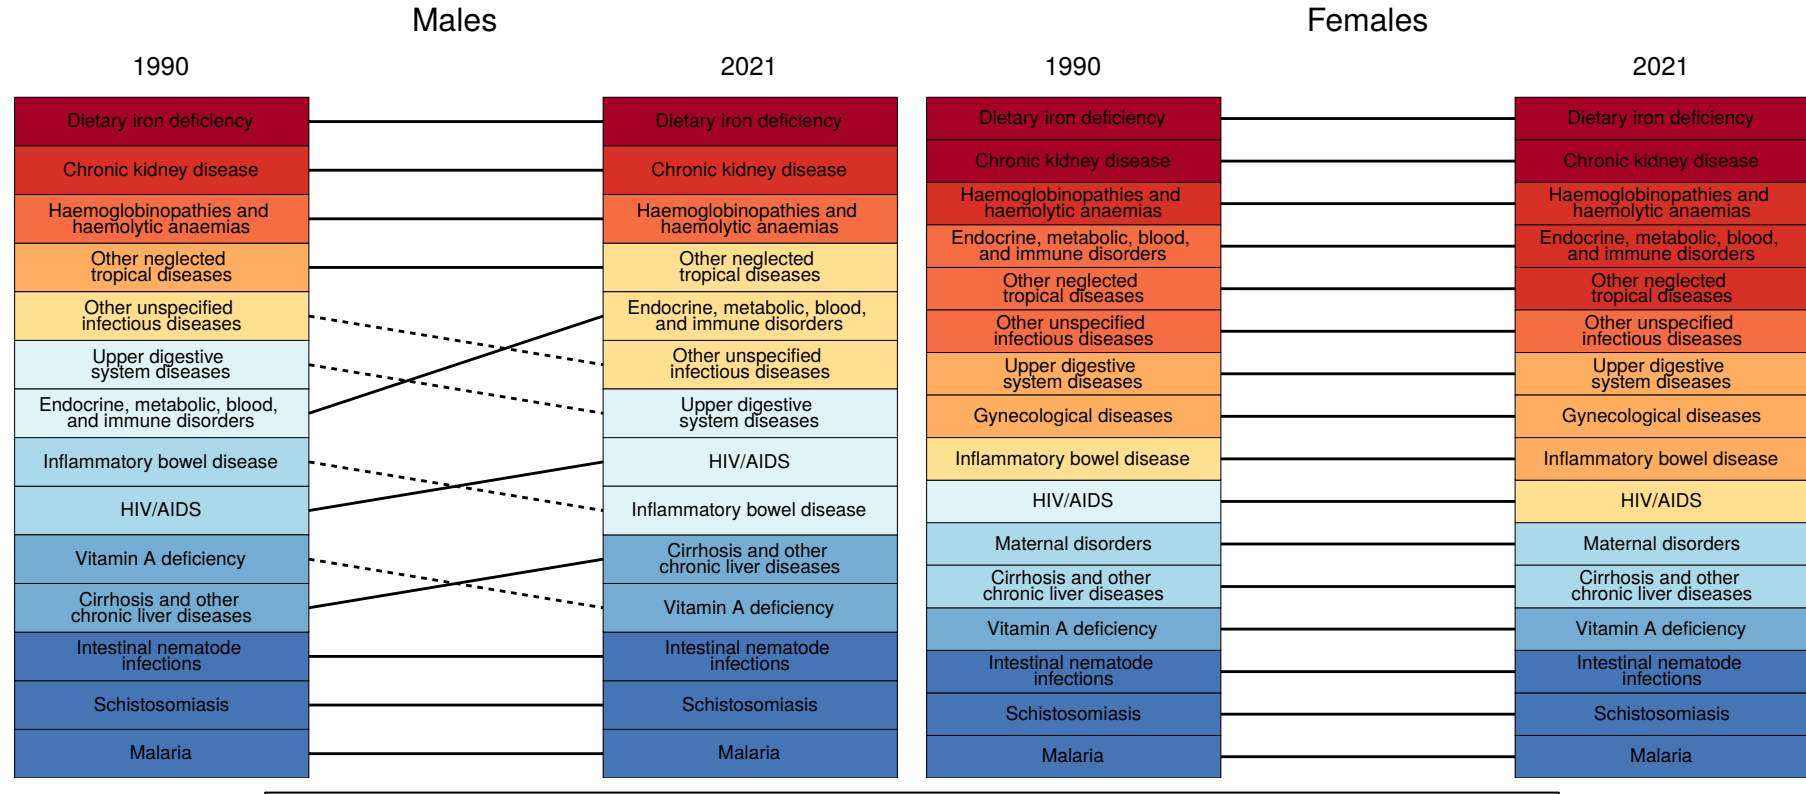 Males
1990
2021
Dietary iron deficiency
Chronic kidney disease
Haemoglobinopathies and
haemolytic anaemias
Other neglected
tropical diseases
Other unspecified
infectious diseases
Upper digestive
system diseases
Endocrine, metabolic, blood,
and immune disorders
Inflammatory bowel disease
HIV/AIDS
Vitamin A deficiency
Cirrhosis and other
chronic liver diseases
Intestinal nematode
infections
Schistosomiasis
Malaria
Dietary iron deficiency
Chronic kidney disease
Haemoglobinopathies and
haemolytic anaemias
Other neglected
tropical diseases
Endocrine, metabolic, blood,
and immune disorders
Other unspecified
infectious diseases
Upper digestive
system diseases
HIV/AIDS
Inflammatory bowel disease
Cirrhosis and other
chronic liver diseases
Vitamin A deficiency
Intestinal nematode
infections
Schistosomiasis
Malaria
Females
1990
2021
Dietary iron deficiency
Chronic kidney disease
Haemoglobinopathies and
haemolytic anaemias
Endocrine, metabolic, blood,
and immune disorders
Other neglected
tropical diseases
Other unspecified
infectious diseases
Upper digestive
system diseases
Gynecological diseases
Inflammatory bowel disease
HIV/AIDS
Maternal disorders
Cirrhosis and other
chronic liver diseases
Vitamin A deficiency
Intestinal nematode
infections
Schistosomiasis
Malaria
Dietary iron deficiency
Chronic kidney disease
Haemoglobinopathies and
haemolytic anaemias
Endocrine, metabolic, blood,
and immune disorders
Other neglected
tropical diseases
Other unspecified
infectious diseases
Upper digestive
system diseases
Gynecological diseases
Inflammatory bowel disease
HIV/AIDS
Maternal disorders
Cirrhosis and other
chronic liver diseases
Vitamin A deficiency
Intestinal nematode
infections
Schistosomiasis
Malaria